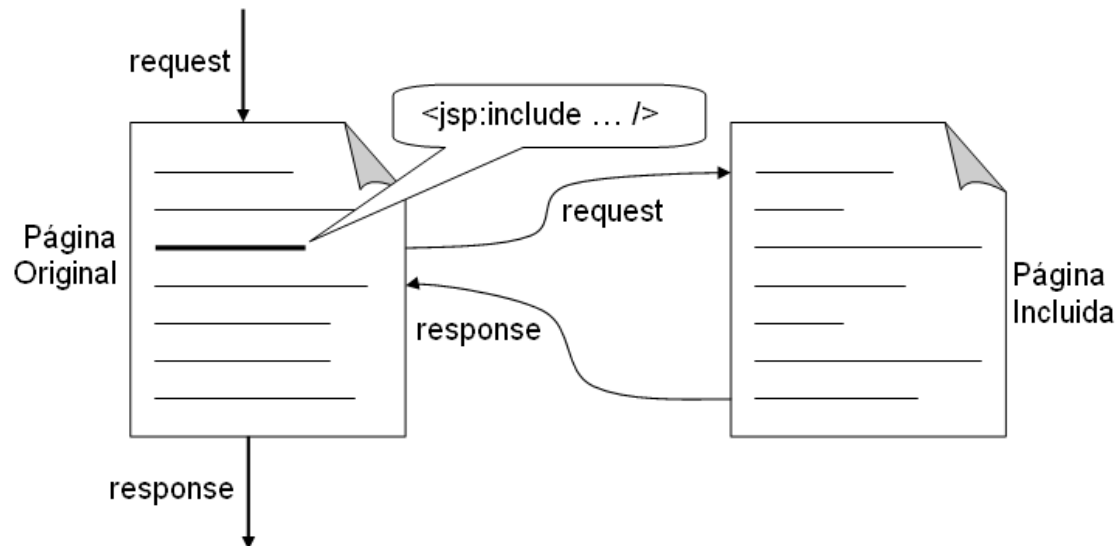 request
<jsp:include … />
request
Página
Original
Página
Incluida
response
response